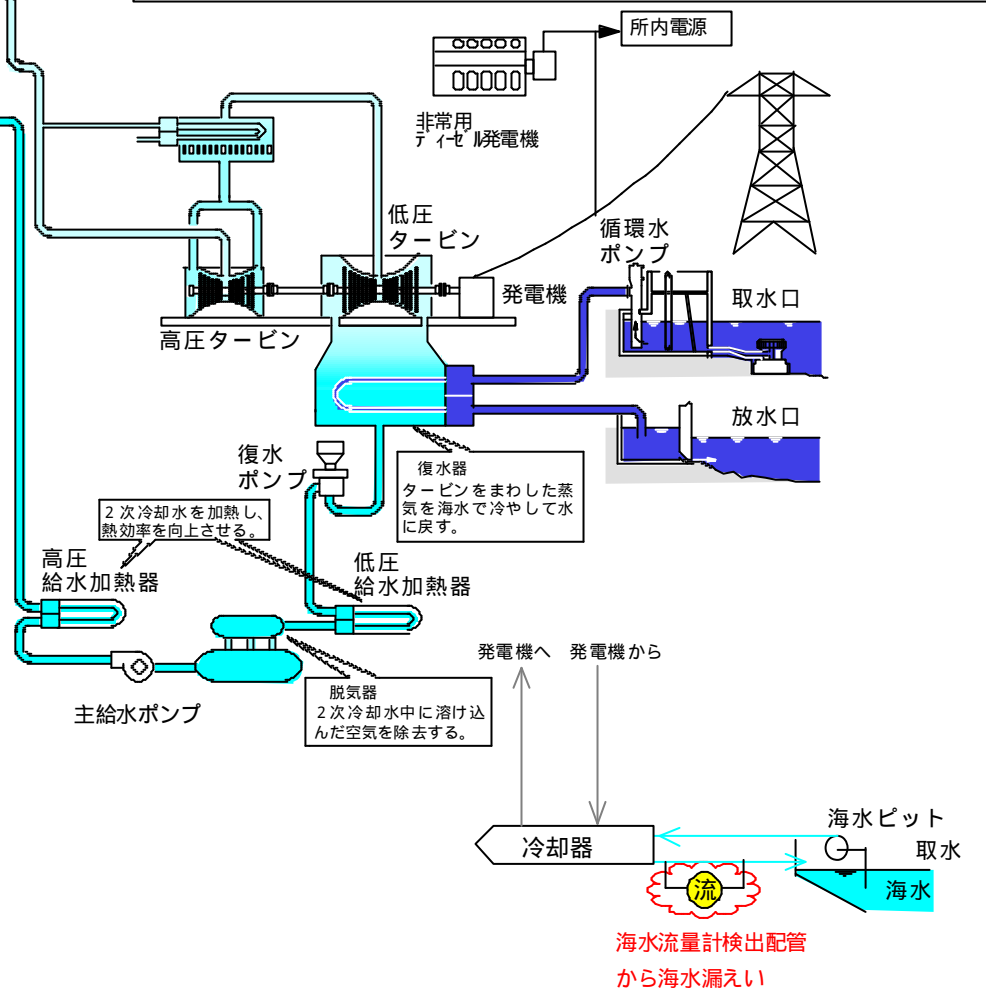 所内電源
非常用
ディーゼル発電機
低圧
タービン
循環水
ポンプ
取水口
発電機
高圧タービン
放水口
復水
ポンプ
復水器
タービンをまわした蒸
気を海水で冷やして水
に戻す。
2次冷却水を加熱し、
熱効率を向上させる。
高圧
給水加熱器
低圧
給水加熱器
脱気器
2次冷却水中に溶け込
んだ空気を除去する。
主給水ポンプ
発電機へ
発電機から
冷却器
海水ピット
取水
海水
流
海水流量計検出配管
から海水漏えい